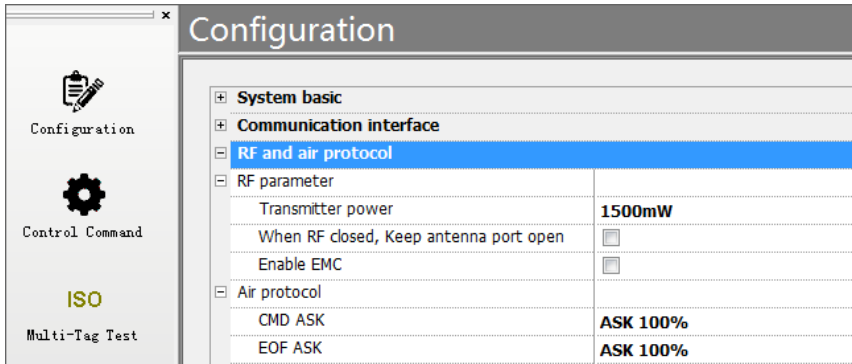 Configuration
Configuration
Control Command
ISO
Multi-Tag Test
System basic
Communication interface
RF and air protocol
RF parameter
Transmitter power 1500mW
When RF closed, Keep antenna port open
Enable EMC
Air protocol
CMD ASK ASK 100%
EOF ASK ASK 100%